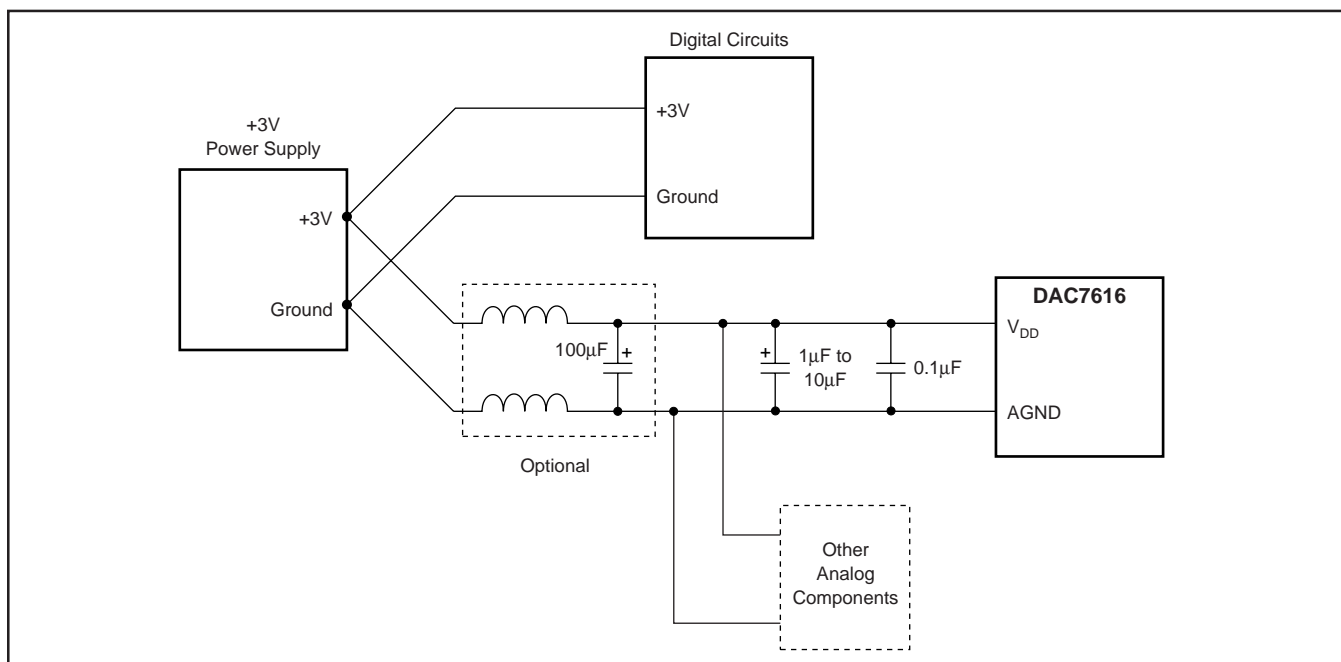 Digital Circuits
+3V
Ground
+3V
Power Supply
+3V
Ground
100µF
+
Optional
+
1µF to
10µF
0.1µF
DAC7616
VDD
AGND
Other
Analog
Components